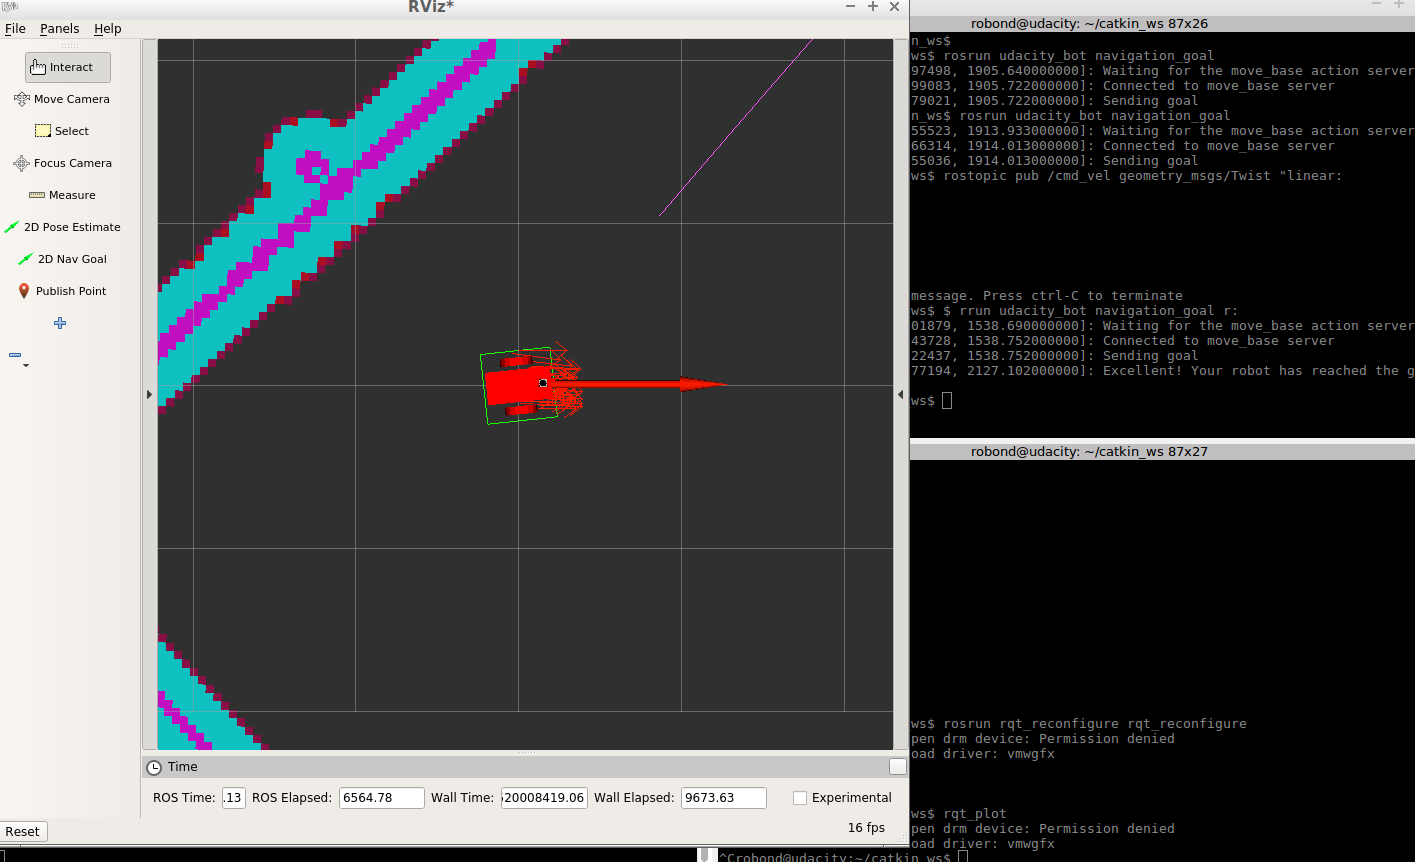 RViz*
File Panels Help
Interact
Move Camera
Select
Focus Camera
Measure
2D Pose Estimate
2D Nav Goal
Publish Point
Time
ROS Time: .13 ROS Elapsed: 6564.78 Wall Time: 520008419.06 Wall Elapsed: 9673.63 Experimental
Reset
16 fps
robond@udacity: ~/catkin_ws 87x26
n_ws$
ws$ rosrun udacity_bot navigation_goal
97498, 1905.640000000]: Waiting for the move_base action server
99083, 1905.722000000]: Connected to move_base server
79021, 1905.722000000]: Sending goal
n_ws$ rosrun udacity_bot navigation_goal
55523, 1913.933000000]: Waiting for the move_base action server
66314, 1914.013000000]: Connected to move_base server
55036, 1914.013000000]: Sending goal
ws$ rostopic pub /cmd_vel geometry_msgs/Twist "linear:
message. Press ctrl-C to terminate
ws$ $ rrun udacity_bot navigation_goal r:
01879, 1538.690000000]: Waiting for the move_base action server
43728, 1538.752000000]: Connected to move_base server
22437, 1538.752000000]: Sending goal
77194, 2127.102000000]: Excellent! Your robot has reached the g
ws$
robond@udacity: ~/catkin_ws 87x27
ws$ rosrun rqt_reconfigure rqt_reconfigure
pen drm device: Permission denied
oad driver: vmwgfx
ws$ rqt_plot
pen drm device: Permission denied
oad driver: vmwgfx
^Crobond@udacity:~/catkin_ws$